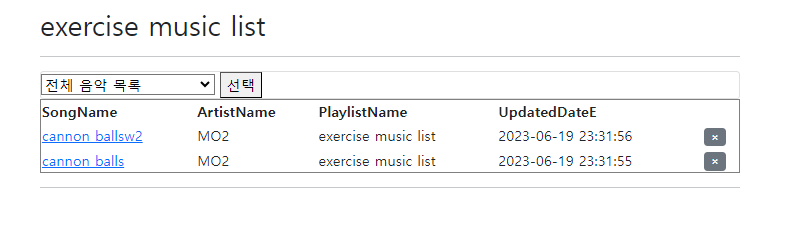 exercise music list
전체 음악 목록 선택
SongName ArtistName PlaylistName UpdatedDateE
cannon ballsw2 MO2 exercise music list 2023-06-19 23:31:56 ×
cannon balls MO2 exercise music list 2023-06-19 23:31:55 ×